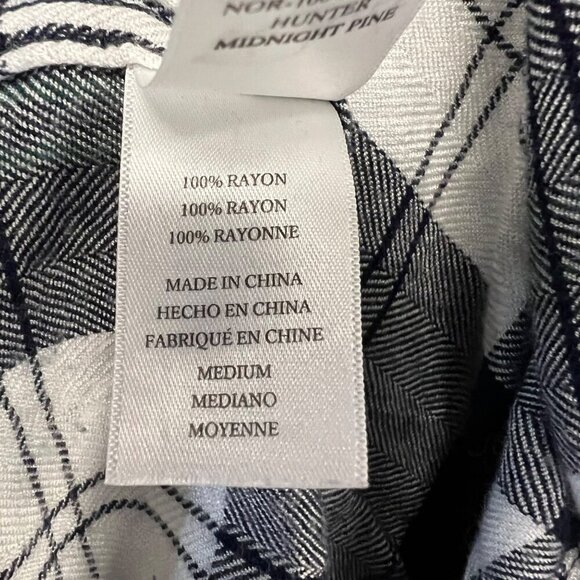 HUNTER
MIDNIGHT PINE
100% RAYON
100% RAYON
100% RAYONNE
MADE IN CHINA
HECHO EN CHINA
FABRIQUÉ EN CHINE
MEDIUM
MEDIANO
MOYENNE